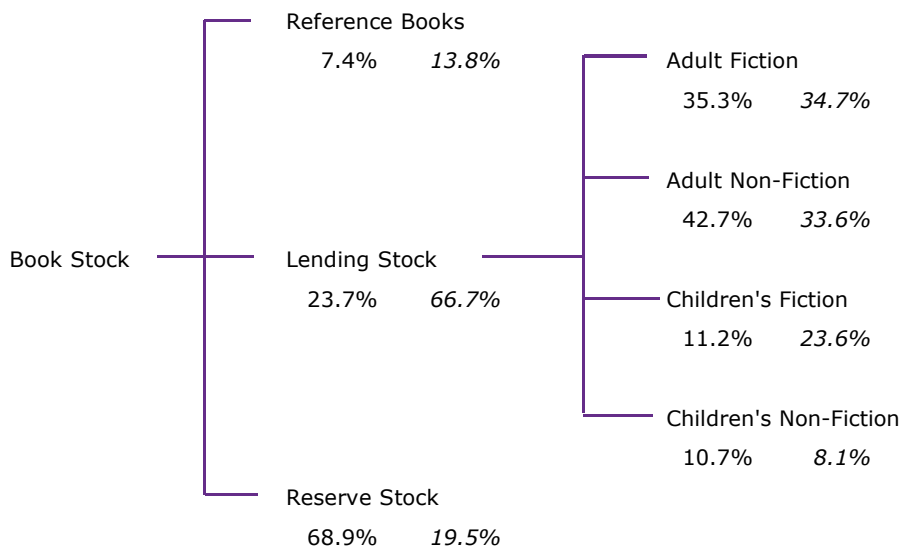 Book Stock
Reference Books
7.4% 13.8%
Lending Stock
23.7% 66.7%
Reserve Stock
68.9% 19.5%
Adult Fiction
35.3% 34.7%
Adult Non-Fiction
42.7% 33.6%
Children's Fiction
11.2% 23.6%
Children's Non-Fiction
10.7% 8.1%